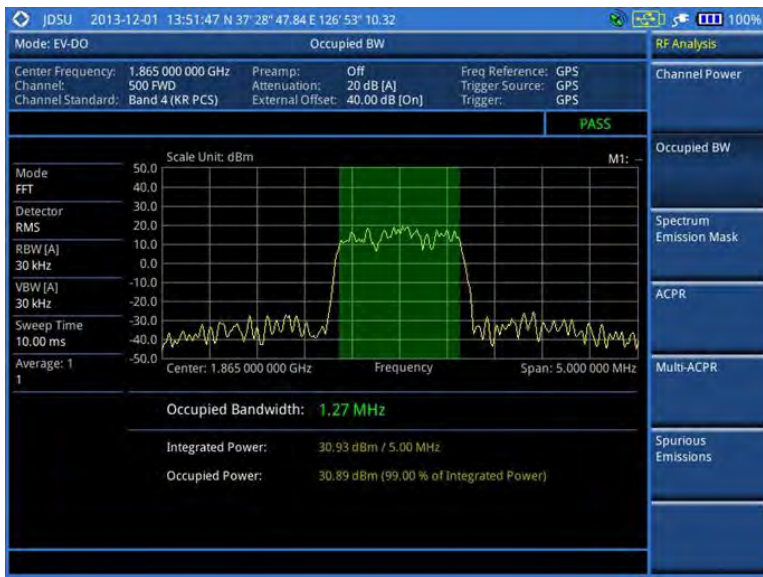 JDSU 2013-12-01 13:51:47 N 37' 28" 47.84 E 126' 53" 10.32 100%
Mode: EV-DO Occupied BW RF Analysis
Center Frequency: 1.865 000 000 GHz Preamp: Off Freq Reference: GPS
Channel: 500 FWD Attenuation: 20 dB [A] Trigger Source: GPS
Channel Standard: Band 4 (KR PCS) External Offset: 40.00 dB [On] Trigger: GPS
PASS
Scale Unit: dBm M1: --
50.0
40.0
30.0
20.0
10.0
0.0
-10.0
-20.0
-30.0
-40.0
-50.0
Mode
FFT
Detector
RMS
RBW [A]
30 kHz
VBW [A]
30 kHz
Sweep Time
10.00 ms
Average: 1
1
Center: 1.865 000 000 GHz Frequency Span: 5.000 000 MHz
Occupied Bandwidth: 1.27 MHz
Integrated Power: 30.93 dBm / 5.00 MHz
Occupied Power: 30.89 dBm (99.00 % of Integrated Power)
Channel Power
Occupied BW
Spectrum
Emission Mask
ACPR
Multi-ACPR
Spurious
Emissions